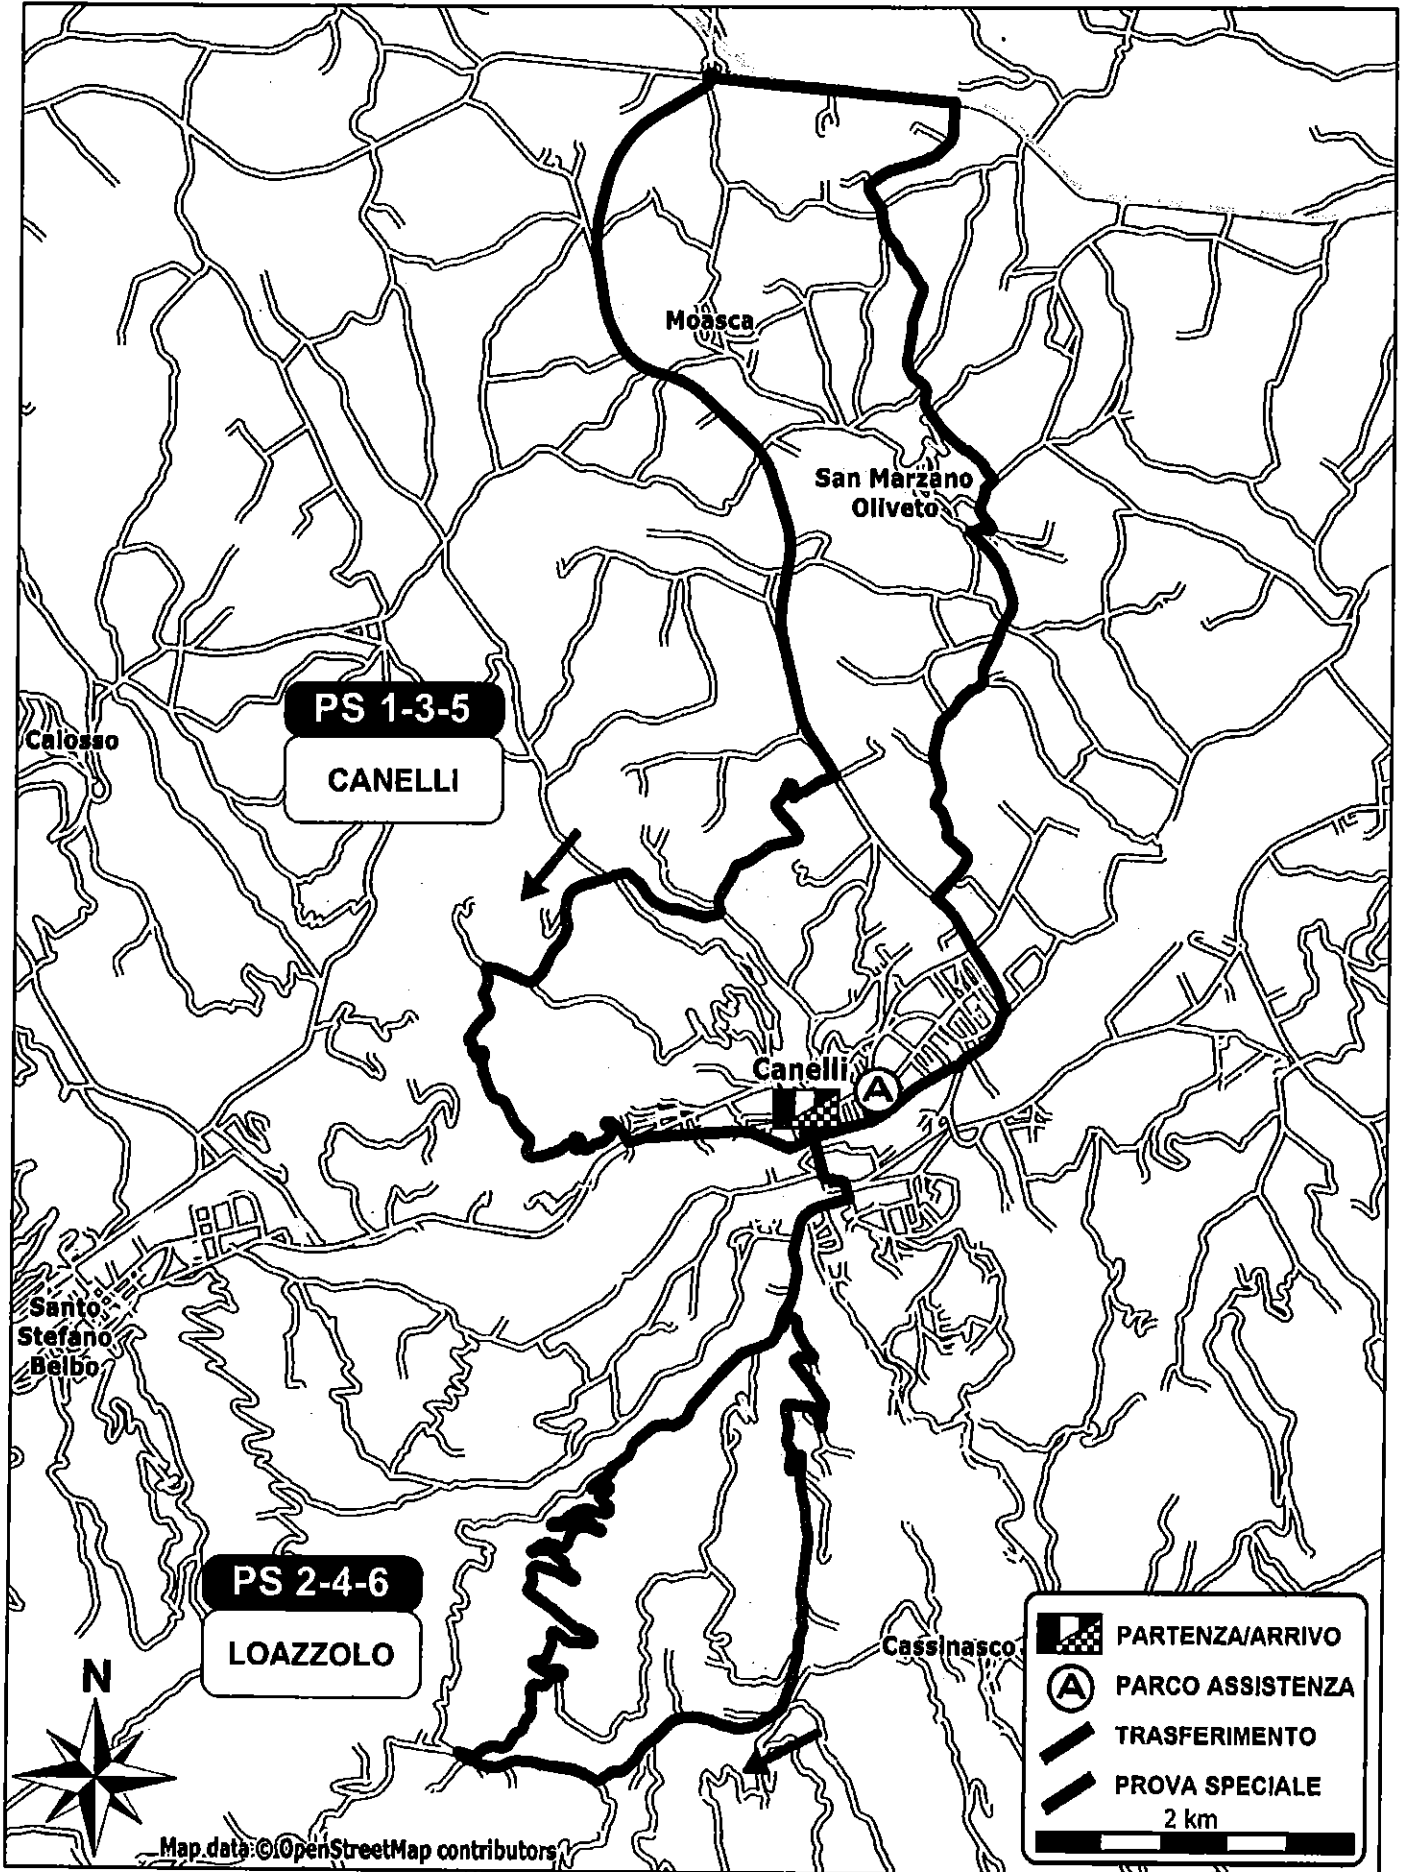 Moasca
San Marzano
Oliveto
PS 1-3-5
CANELLI
Calosso
Canelli
A
Santo
Stefano
Belbo
PS 2-4-6
LOAZZOLO
Cassinasco
N
PARTENZA/ARRIVO
A PARCO ASSISTENZA
TRASFERIMENTO
PROVA SPECIALE
2 km
Map data © OpenStreetMap contributors